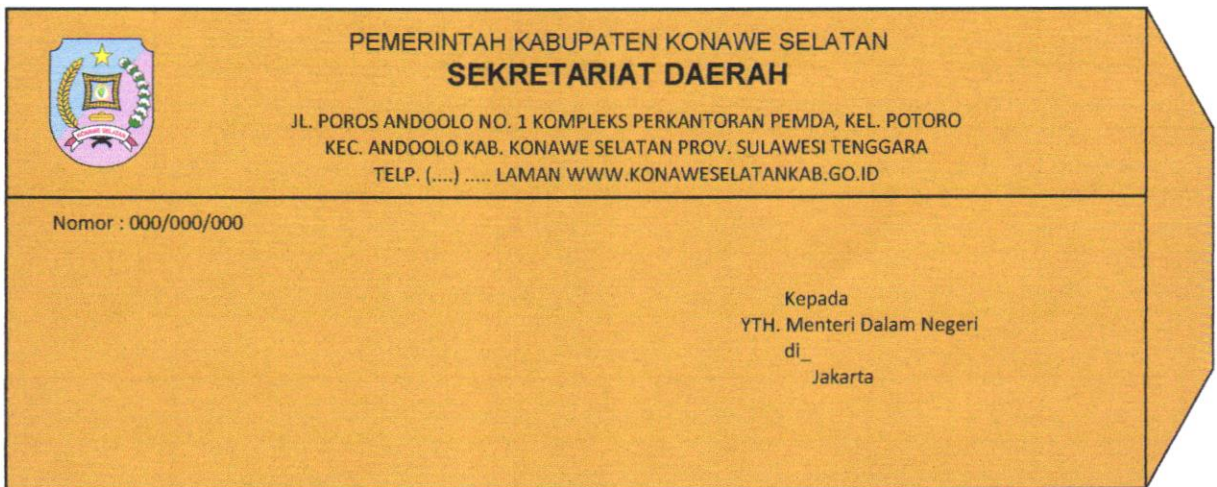 PEMERINTAH KABUPATEN KONAWE SELATAN
SEKRETARIAT DAERAH
JL. POROS ANDOOLO NO. 1 KOMPLEKS PERKANTORAN PEMDA, KEL. POTORO
KEC. ANDOOLO KAB. KONAWE SELATAN PROV. SULAWESI TENGGARA
TELP. (....) ..... LAMAN WWW.KONAWESELATANKAB.GO.ID
KONAWE SELATAN
Nomor : 000/000/000
Kepada
YTH. Menteri Dalam Negeri
di_
Jakarta